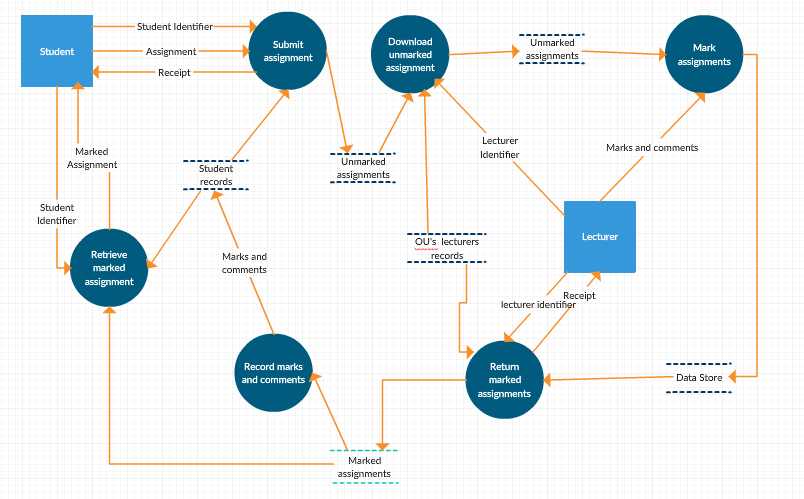 Student Identifier
Student
Assignment
Receipt
Submit
assignment
Download
unmarked
assignment
Unmarked
assignments
Mark
assignments
Marked
Assignment
Student
records
Unmarked
assignments
Lecturer
Identifier
Marks and comments
Student
Identifier
Retrieve
marked
assignment
Marks and
comments
OU's lecturers
records
Lecturer
Receipt
lecturer identifier
Record marks
and comments
Return
marked
assignments
Data Store
Marked
assignments